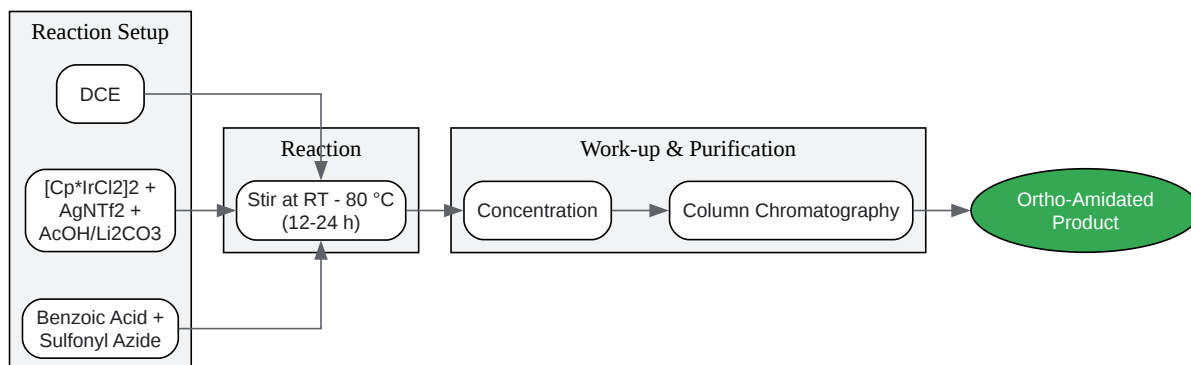 Reaction Setup
DCE
[Cp*IrCl2]2 +
AgNTf2 +
AcOH/Li2CO3
Benzoic Acid +
Sulfonyl Azide
Reaction
Stir at RT - 80 °C
(12-24 h)
Work-up & Purification
Concentration
Column Chromatography
Ortho-Amidated
Product